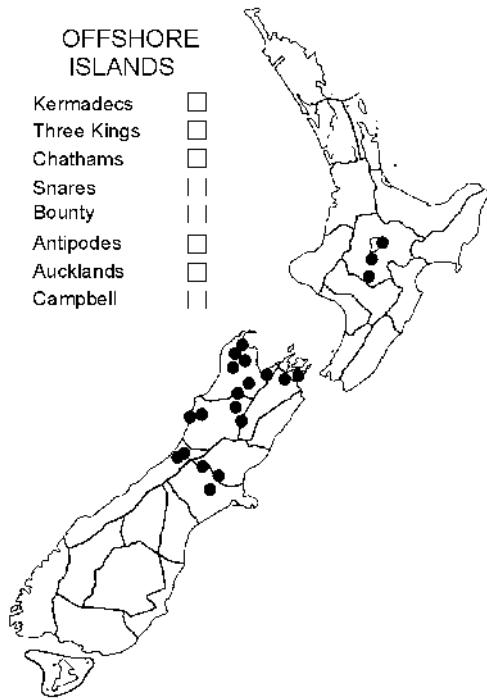 OFFSHORE
ISLANDS
Kermadecs
Three Kings
Chathams
Snares
Bounty
Antipodes
Aucklands
Campbell